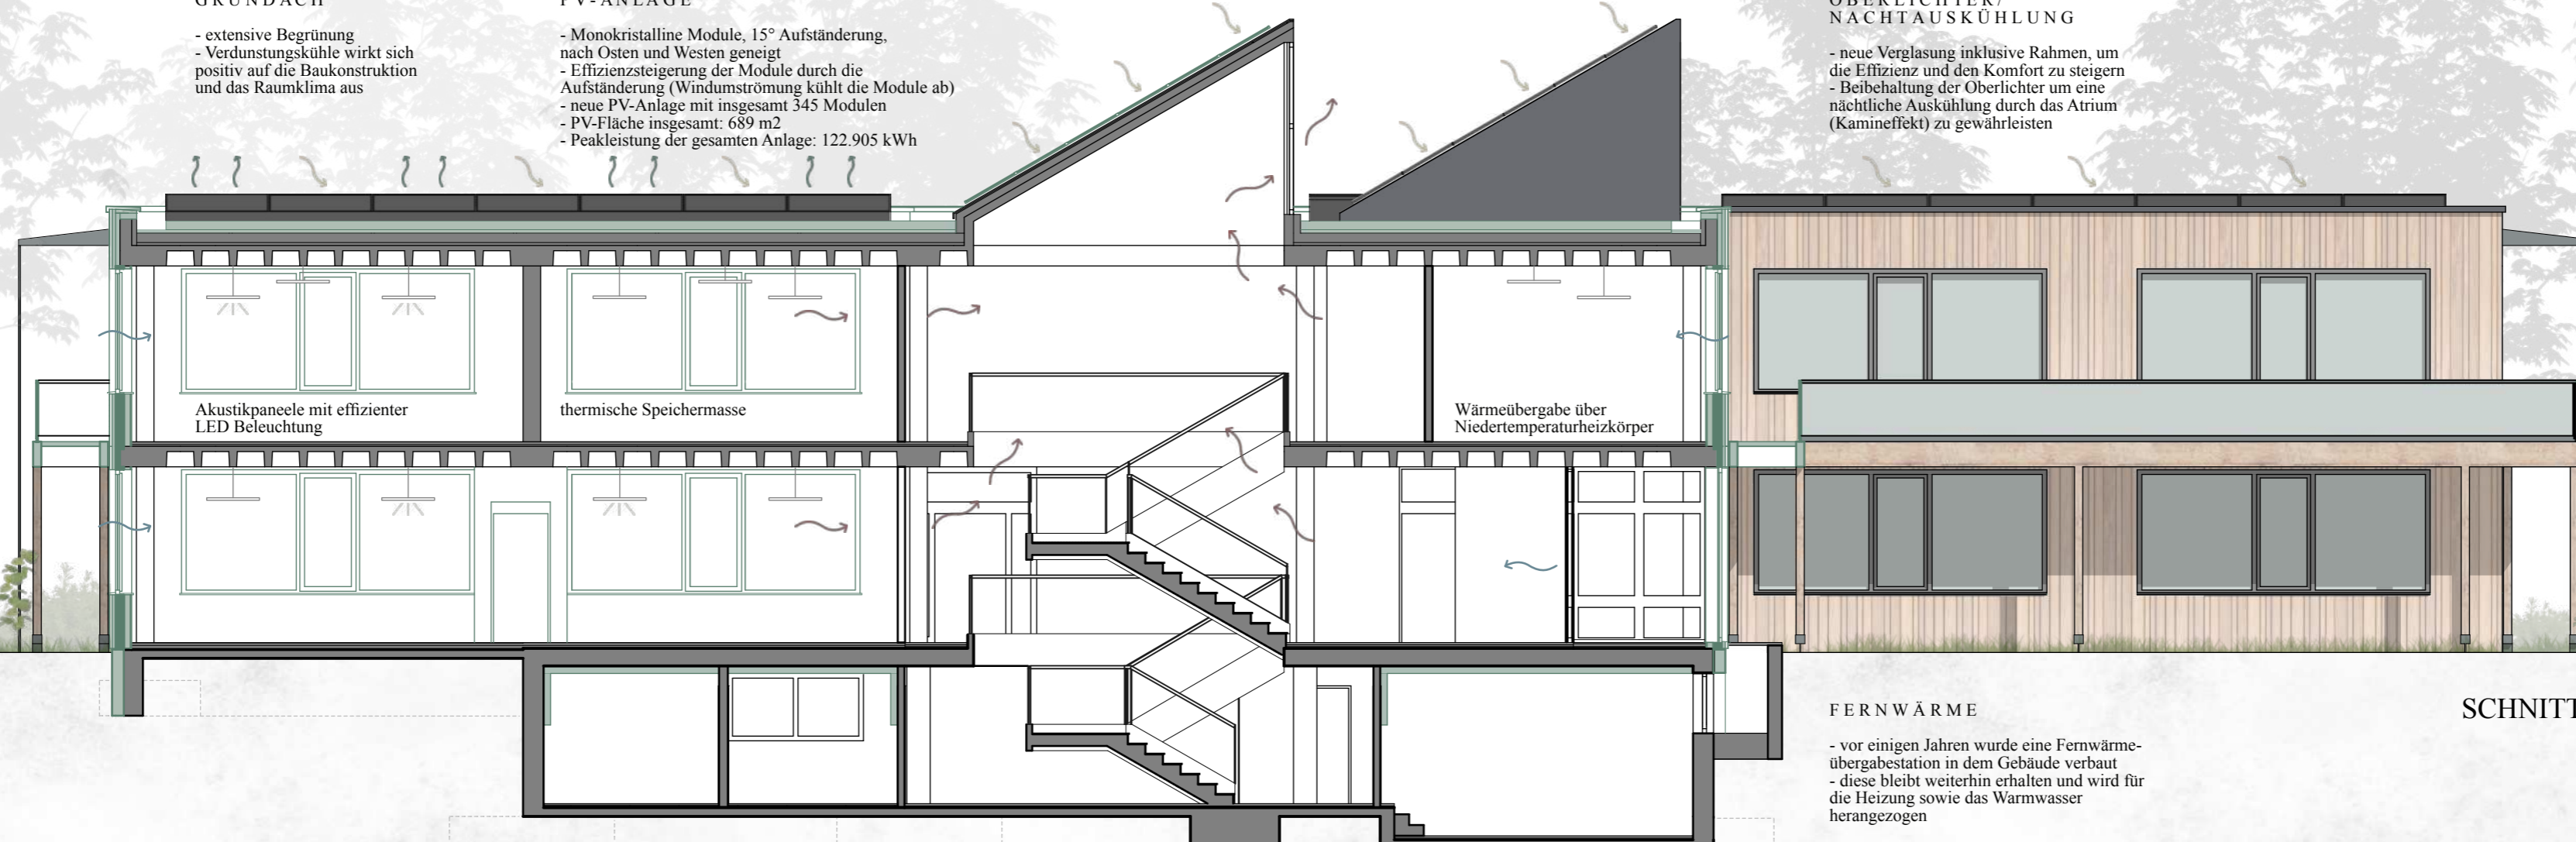 GRÜNDACH
- extensive Begrünung
- Verdunstungskühle wirkt sich
positiv auf die Baukonstruktion
und das Raumklima aus
PV-ANLAGE
- Monokristalline Module, 15° Aufständerung,
nach Osten und Westen geneigt
- Effizienzsteigerung der Module durch die
Aufständerung (Windumströmung kühlt die Module ab)
- neue PV-Anlage mit insgesamt 345 Modulen
- PV-Fläche insgesamt: 689 m2
- Peakleistung der gesamten Anlage: 122.905 kWh
OBERLICHTER/
NACHTAUSKÜHLUNG
- neue Verglasung inklusive Rahmen, um
die Effizienz und den Komfort zu steigern
- Beibehaltung der Oberlichter um eine
nächtliche Auskühlung durch das Atrium
(Kamineffekt) zu gewährleisten
Akustikpaneele mit effizienter
LED Beleuchtung
thermische Speichermasse
Wärmeübergabe über
Niedertemperaturheizkörper
FERNWÄRME
- vor einigen Jahren wurde eine Fernwärme-
übergabestation in dem Gebäude verbaut
- diese bleibt weiterhin erhalten und wird für
die Heizung sowie das Warmwasser
herangezogen
SCHNITT